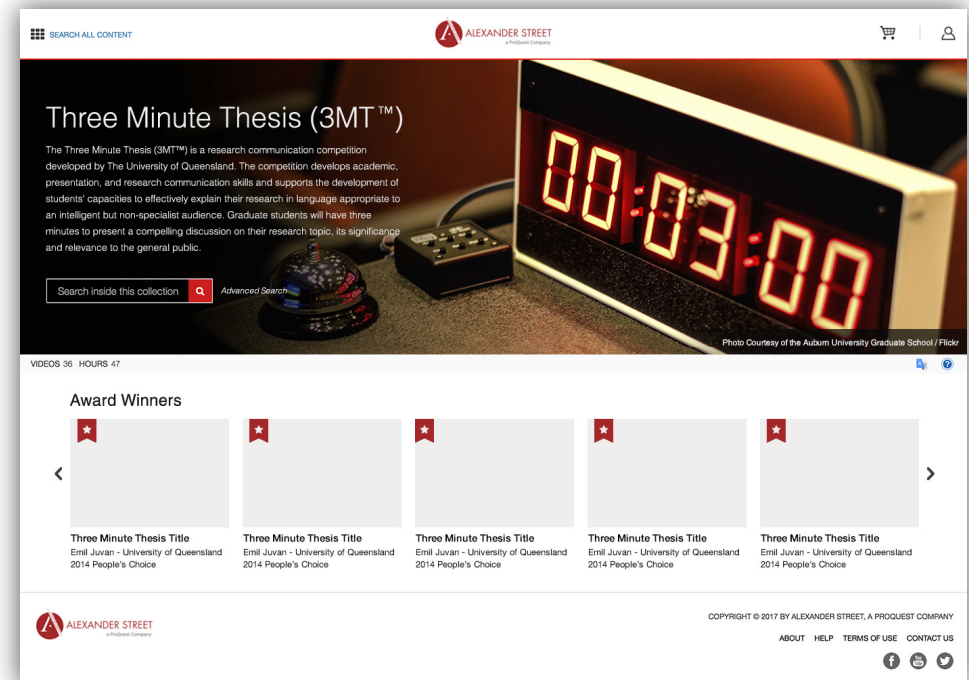 SEARCH ALL CONTENT
ALEXANDER STREET
a ProQuest Company
Three Minute Thesis (3MT™)
The Three Minute Thesis (3MT™) is a research communication competition
developed by The University of Queensland. The competition develops academic,
presentation, and research communication skills and supports the development of
students' capacities to effectively explain their research in language appropriate to
an intelligent but non-specialist audience. Graduate students will have three
minutes to present a compelling discussion on their research topic, its significance
and relevance to the general public.
Search inside this collection
Advanced Search
00:03:00
Photo Courtesy of the Auburn University Graduate School / Flickr
VIDEOS 36 HOURS 47
Award Winners
Three Minute Thesis Title
Emil Juvan - University of Queensland
2014 People's Choice
Three Minute Thesis Title
Emil Juvan - University of Queensland
2014 People's Choice
Three Minute Thesis Title
Emil Juvan - University of Queensland
2014 People's Choice
Three Minute Thesis Title
Emil Juvan - University of Queensland
2014 People's Choice
Three Minute Thesis Title
Emil Juvan - University of Queensland
2014 People's Choice
ALEXANDER STREET
a ProQuest Company
COPYRIGHT © 2017 BY ALEXANDER STREET, A PROQUEST COMPANY
ABOUT HELP TERMS OF USE CONTACT US